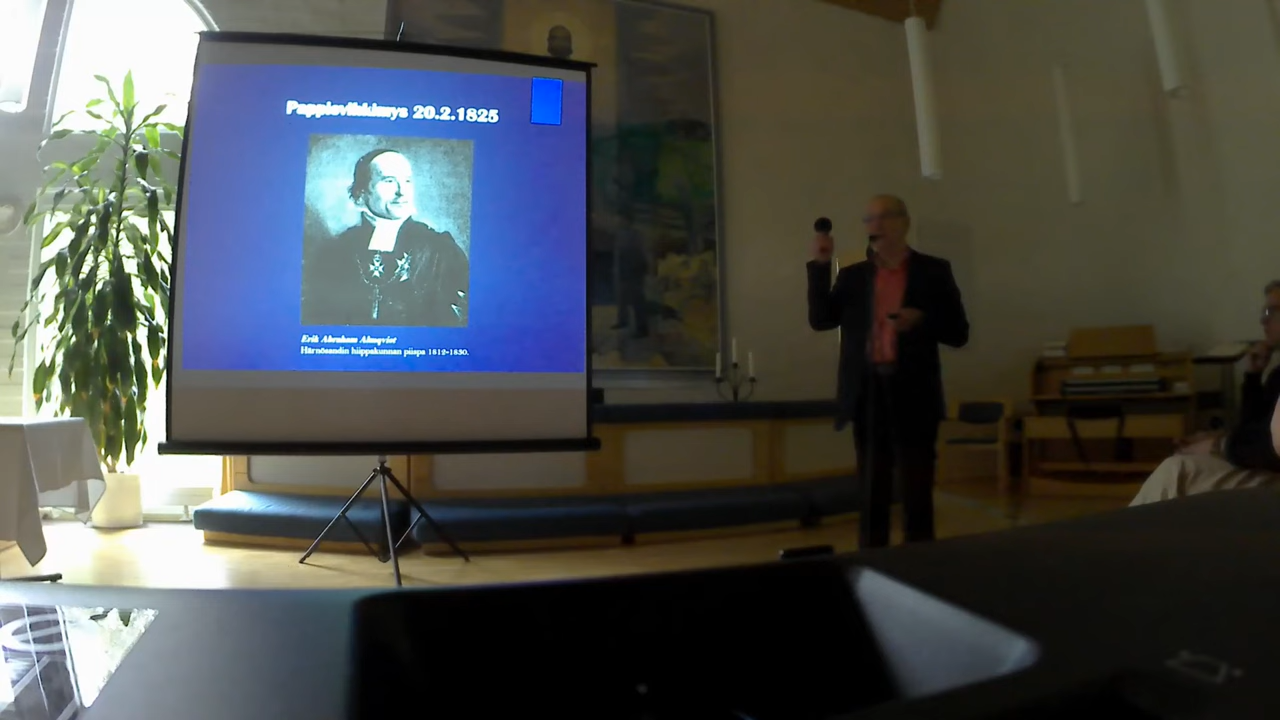 Pappisvihkimys 20.2.1825
Erik Abraham Almqvist
Härnösandin hiippakunnan piispa 1812-1830.